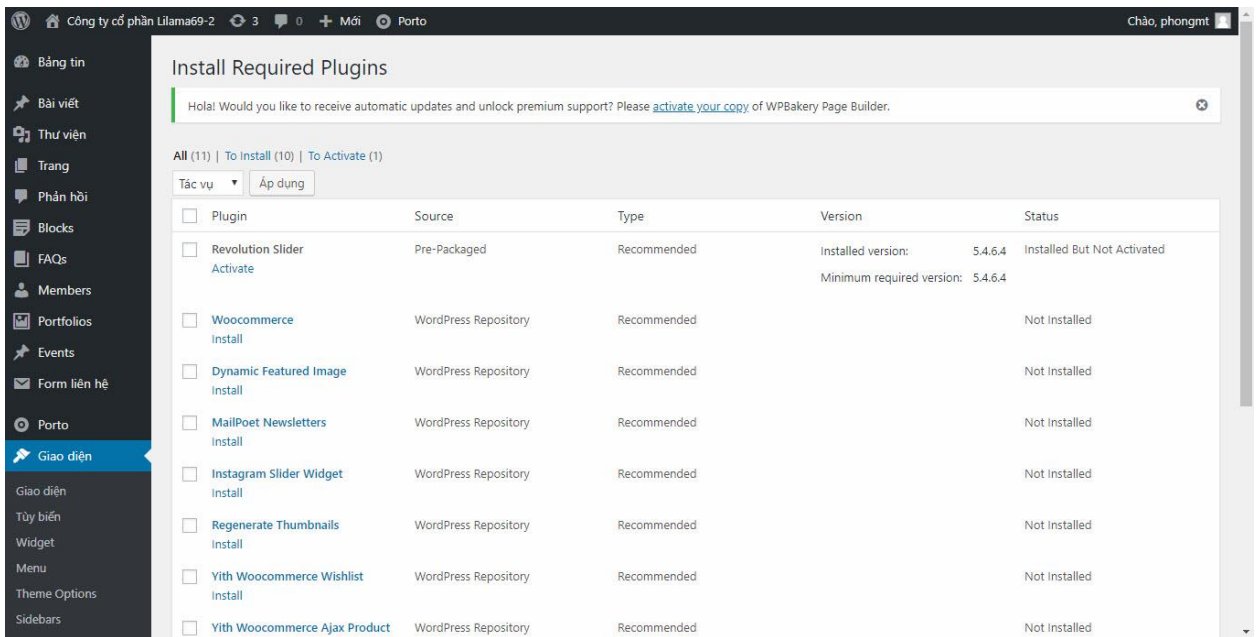 Công ty cổ phần Lilama69-2 3 0 Mới Porto Chào, phongmt
Bảng tin
Bài viết
Thư viện
Trang
Phản hồi
Blocks
FAQs
Members
Portfolios
Events
Form liên hệ
Porto
Giao diện
Giao diện
Tùy biến
Widget
Menu
Theme Options
Sidebars
Install Required Plugins
Hola! Would you like to receive automatic updates and unlock premium support? Please activate your copy of WPBakery Page Builder.
All (11) | To Install (10) | To Activate (1)
Tác vụ Áp dụng
Plugin Source Type Version Status
Revolution Slider Pre-Packaged Recommended Installed version: 5.4.6.4 Installed But Not Activated
Activate
Minimum required version: 5.4.6.4
Woocommerce WordPress Repository Recommended Not Installed
Install
Dynamic Featured Image WordPress Repository Recommended Not Installed
Install
MailPoet Newsletters WordPress Repository Recommended Not Installed
Install
Instagram Slider Widget WordPress Repository Recommended Not Installed
Install
Regenerate Thumbnails WordPress Repository Recommended Not Installed
Install
Yith Woocommerce Wishlist WordPress Repository Recommended Not Installed
Install
Yith Woocommerce Ajax Product WordPress Repository Recommended Not Installed